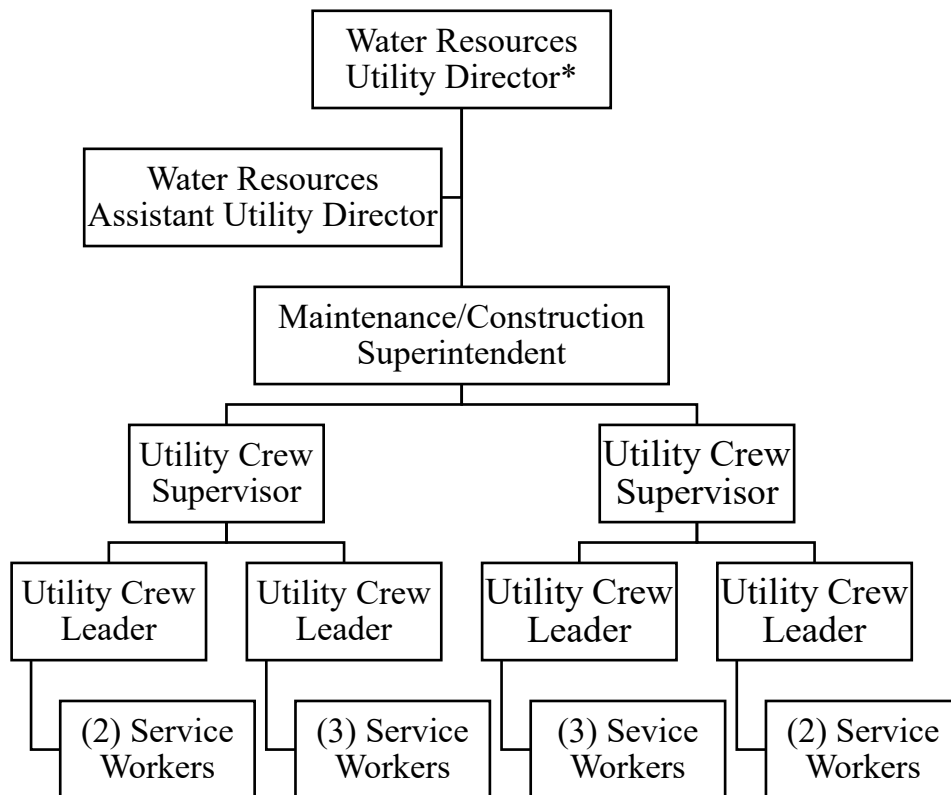 Water Resources
Utility Director*
Water Resources
Assistant Utility Director
Maintenance/Construction
Superintendent
Utility Crew
Supervisor
Utility Crew
Supervisor
Utility Crew
Leader
Utility Crew
Leader
Utility Crew
Leader
Utility Crew
Leader
(2) Service
Workers
(3) Service
Workers
(3) Sevice
Workers
(2) Service
Workers